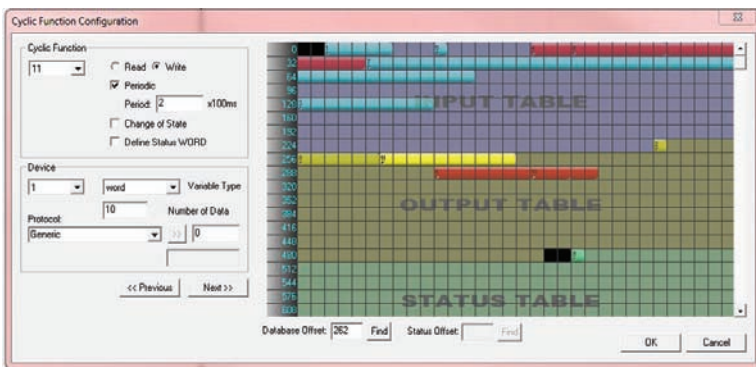 Cyclic Function Configuration
Cyclic Function
11
Read
Write
Periodic
Period: 2 x100ms
Change of State
Define Status WORD
Device
1
word
Variable Type
10
Number of Data
Protocol:
Generic
>>
0
<< Previous
Next >>
0
32
64
96
128
160
192
224
256
288
320
352
384
416
448
480
512
544
576
608
INPUT TABLE
OUTPUT TABLE
STATUS TABLE
Database Offset: 262 Find
Status Offset: Find
OK
Cancel